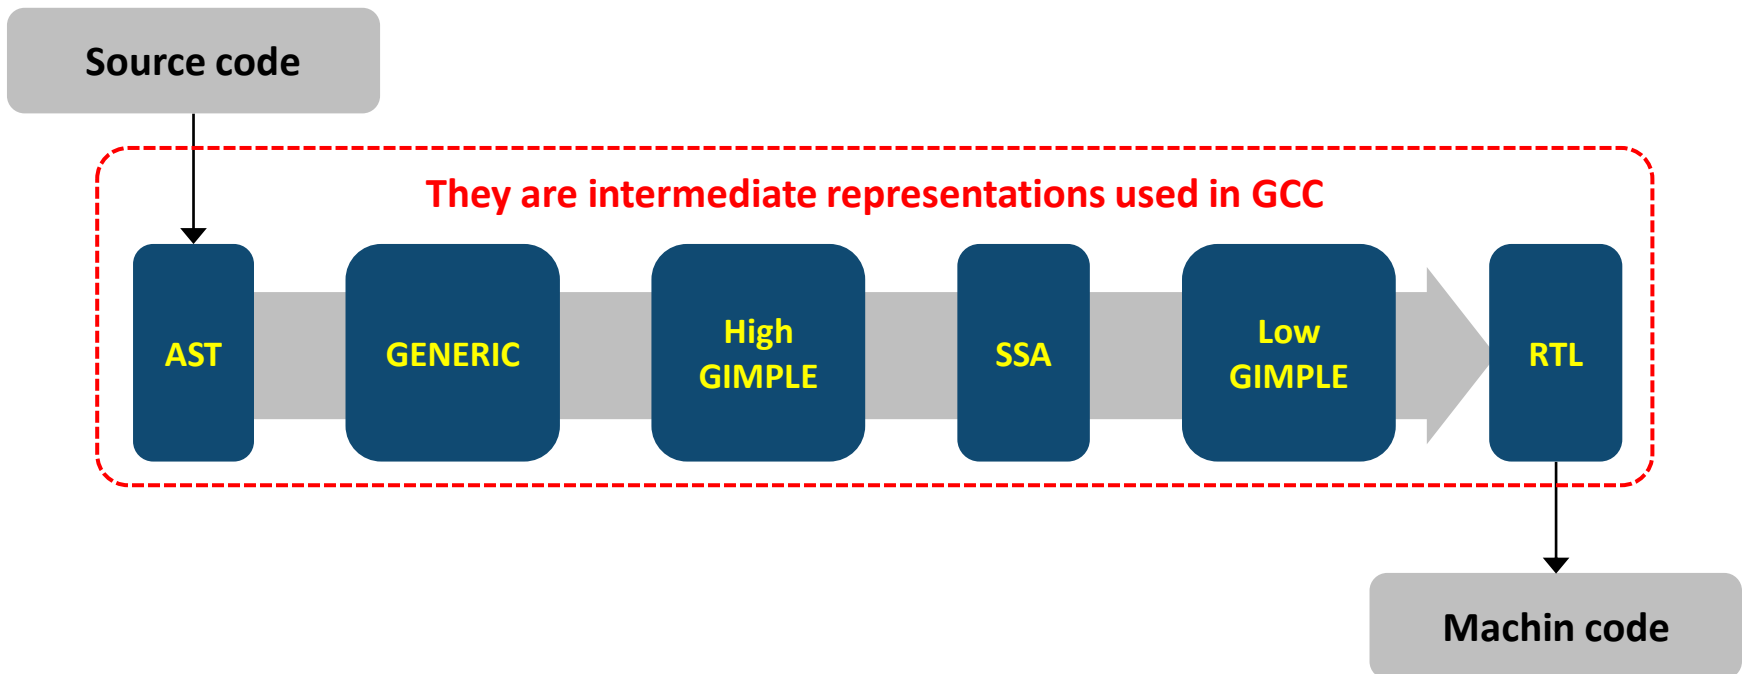 Source code
They are intermediate representations used in GCC
AST
GENERIC
High
GIMPLE
SSA
Low
GIMPLE
RTL
Machin code